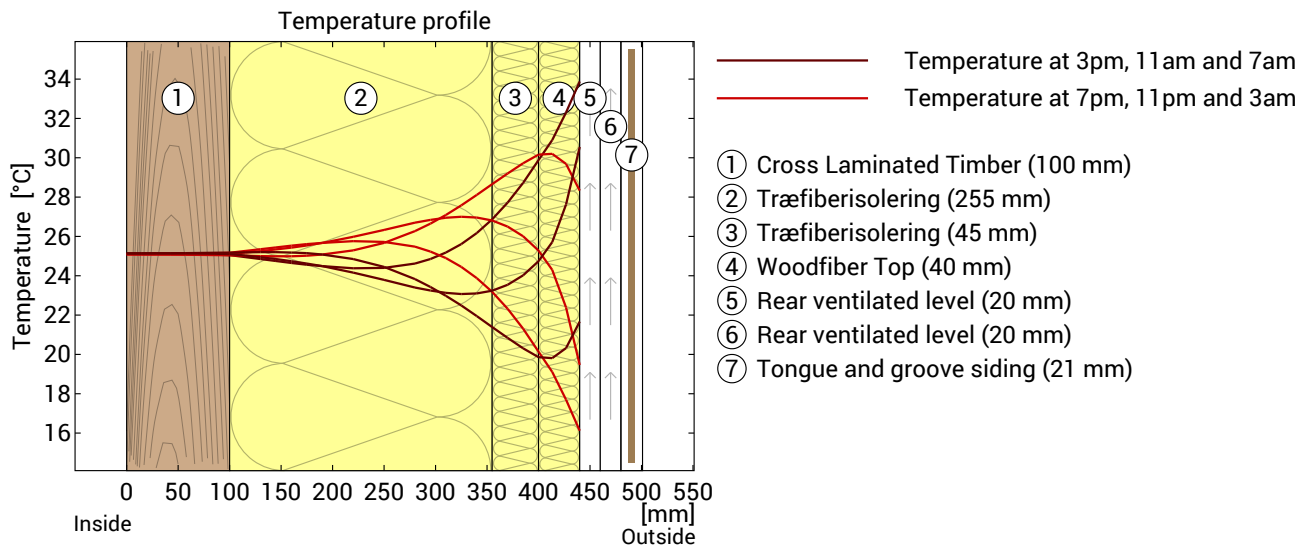 Temperature profile
Temperature at 3pm, 11am and 7am
Temperature at 7pm, 11pm and 3am
Temperature [°C]
34
32
30
28
26
24
22
20
18
16
1
2
3
4
5
6
7
1 Cross Laminated Timber (100 mm)
2 Træfiberisolering (255 mm)
3 Træfiberisolering (45 mm)
4 Woodfiber Top (40 mm)
5 Rear ventilated level (20 mm)
6 Rear ventilated level (20 mm)
7 Tongue and groove siding (21 mm)
0 50 100 150 200 250 300 350 400 450 500 550
[mm]
Inside
Outside